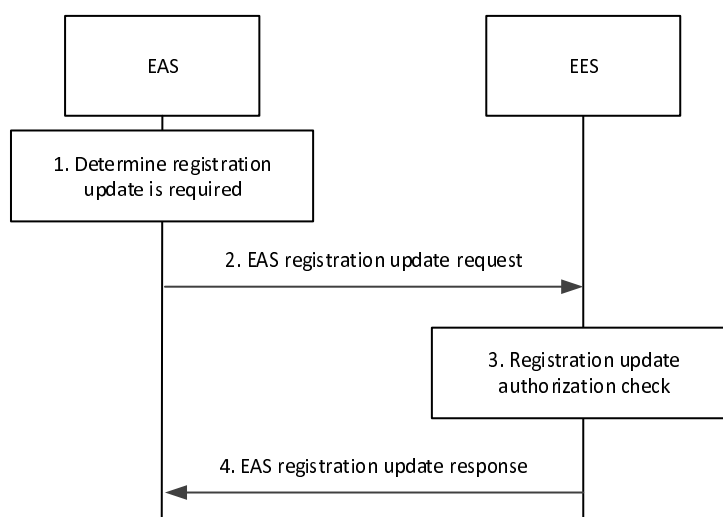 EAS
EES
1. Determine registration
update is required
2. EAS registration update request
3. Registration update
authorization check
4. EAS registration update response